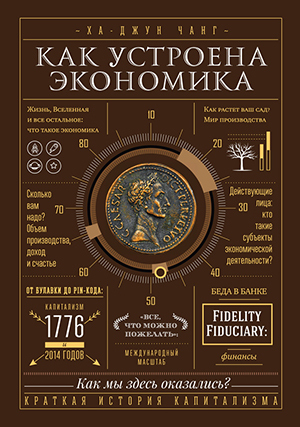 – ХА-ДЖУН ЧАНГ –
КАК УСТРОЕНА
ЭКОНОМИКА
Жизнь, Вселенная
и все остальное:
что такое экономика
Как растет ваш сад?
Мир производства
10
80
20
Сколько
вам
надо?
Объем
производства,
доход
и счастье
70
30
Действующие
лица:
кто
такие
субъекты
экономической
деятельности?
60
40
50
CAESAR
ОТ БУЛАВКИ ДО PIN-КОДА:
КАПИТАЛИЗМ
1776
И
2014 ГОДОВ
«ВСЕ,
ЧТО МОЖНО
ПОЖЕЛАТЬ»:
МЕЖДУНАРОДНЫЙ
МАСШТАБ
БЕДА В БАНКЕ
FIDELITY
FIDUCIARY:
финансы
Как мы здесь оказались?
КРАТКАЯ ИСТОРИЯ КАПИТАЛИЗМА